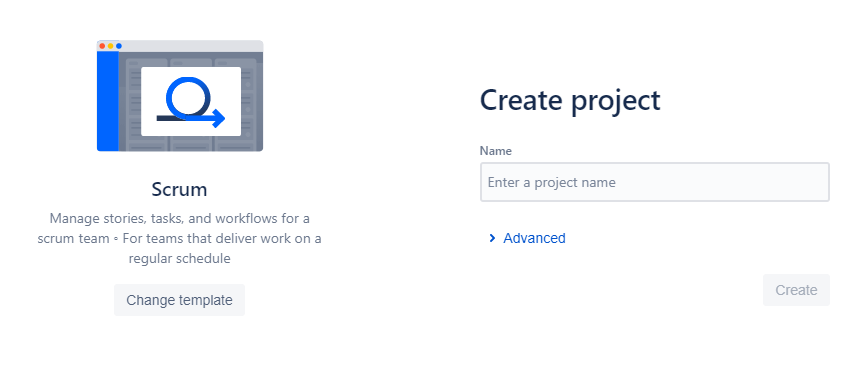 Scrum
Manage stories, tasks, and workflows for a
scrum team • For teams that deliver work on a
regular schedule
Change template
Create project
Name
Enter a project name
Advanced
Create